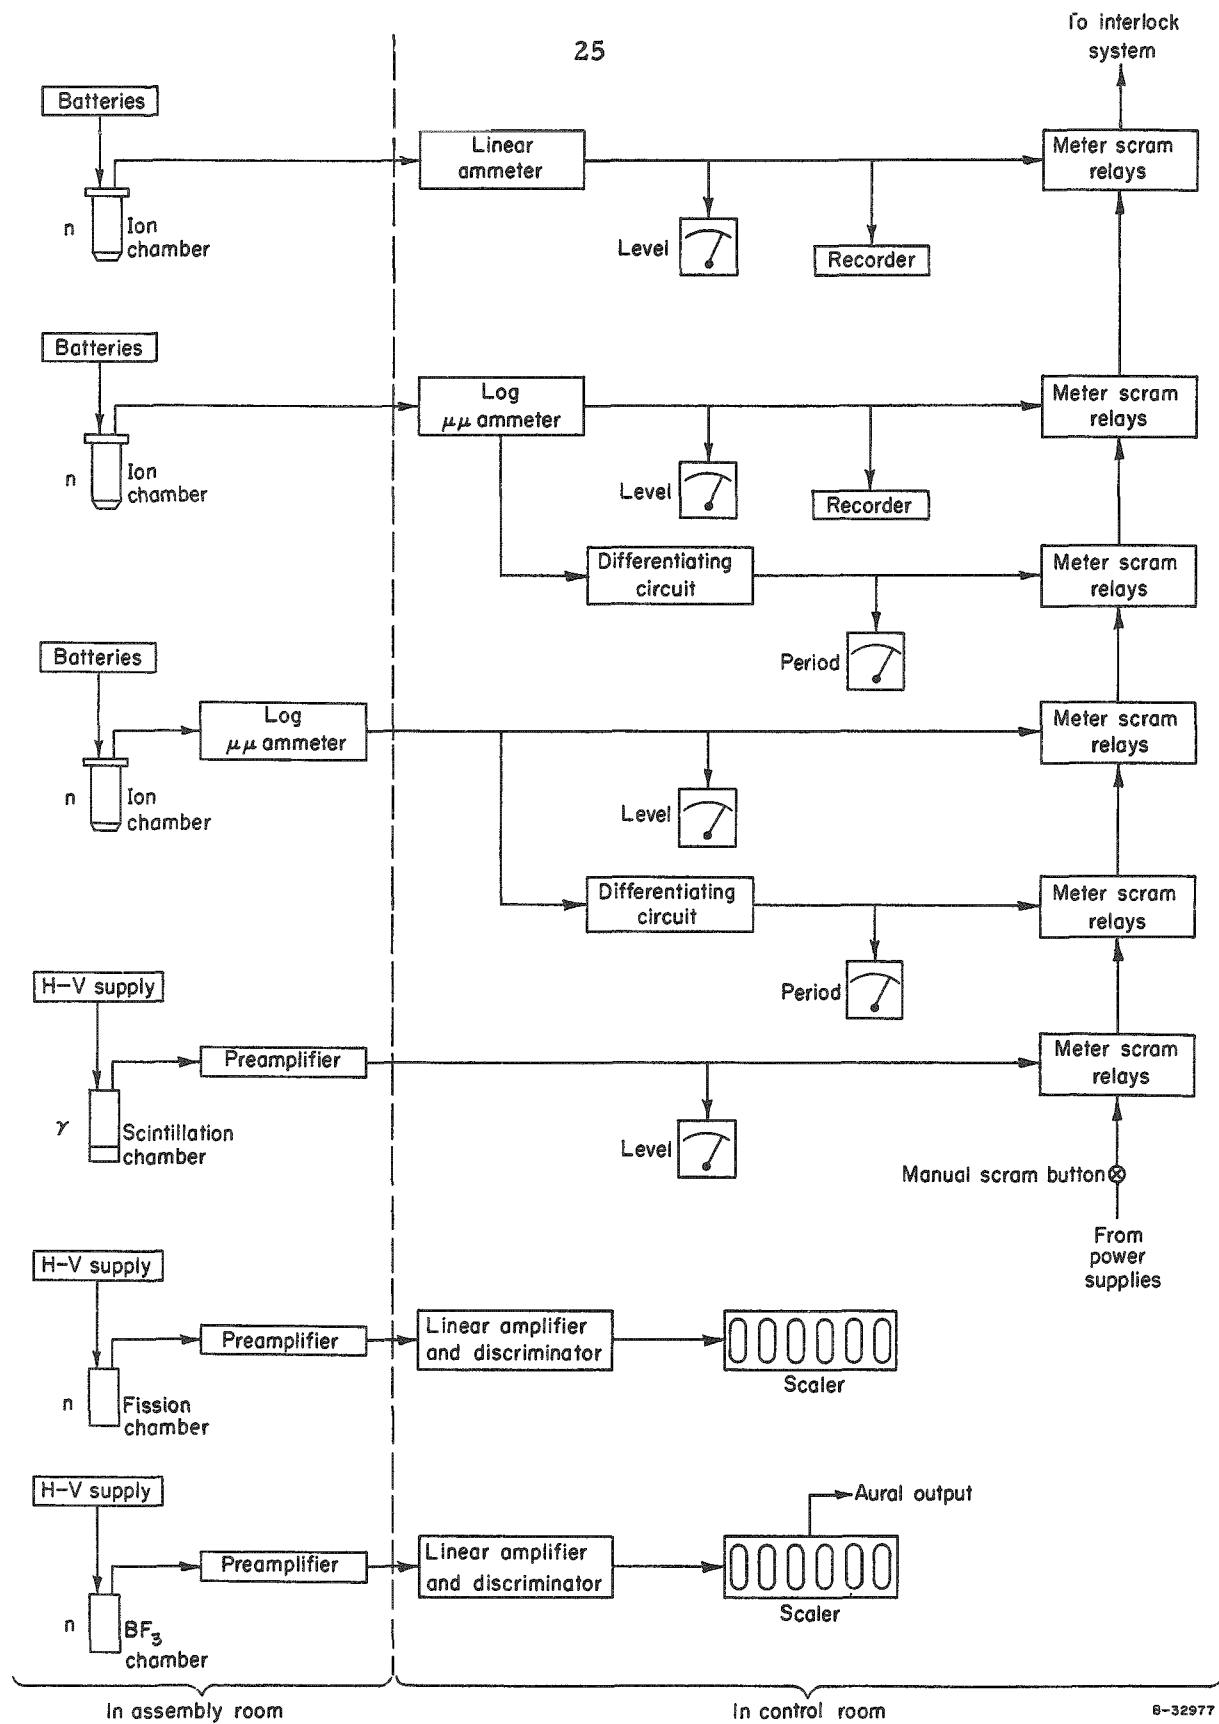 25
To interlock
system
Batteries
Linear
ammeter
Meter scram
relays
n
Ion
chamber
Level
Recorder
Batteries
Log
μμ ammeter
Meter scram
relays
n
Ion
chamber
Level
Recorder
Differentiating
circuit
Meter scram
relays
Period
Batteries
Log
μμ ammeter
Meter scram
relays
n
Ion
chamber
Level
Differentiating
circuit
Meter scram
relays
Period
H-V supply
Preamplifier
Meter scram
relays
γ
Scintillation
chamber
Level
Manual scram button
From
power
supplies
H-V supply
Preamplifier
Linear amplifier
and discriminator
Scaler
n
Fission
chamber
H-V supply
Aural output
Preamplifier
Linear amplifier
and discriminator
Scaler
n
BF3
chamber
In assembly room
In control room
B-32977